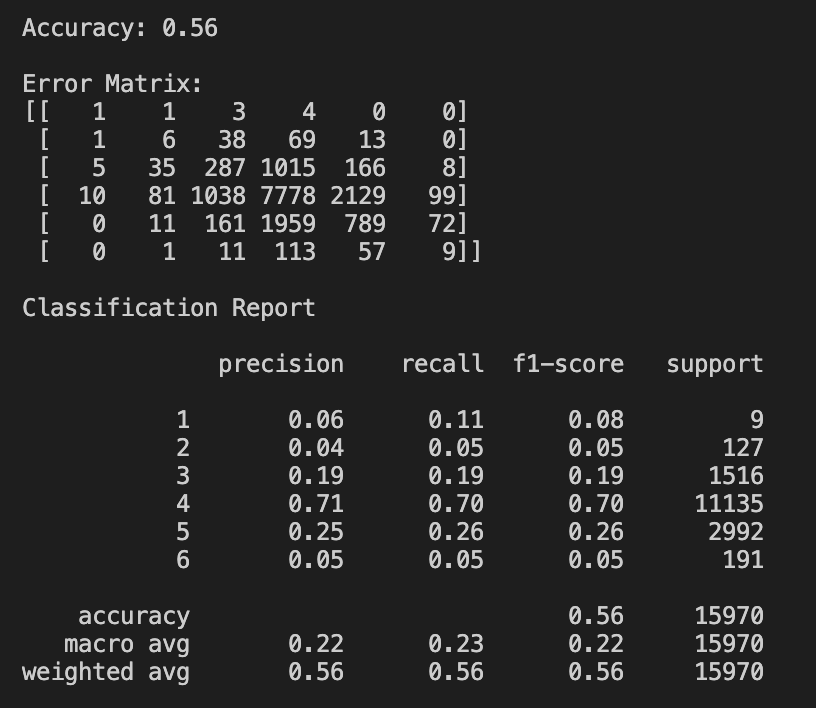 Accuracy: 0.56
Error Matrix:
[[   1    1    3    4    0    0]
 [   1    6   38   69   13    0]
 [   5   35  287 1015  166    8]
 [  10   81 1038 7778 2129   99]
 [   0   11  161 1959  789   72]
 [   0    1   11  113   57    9]]
Classification Report
              precision    recall  f1-score   support
           1       0.06      0.11      0.08         9
           2       0.04      0.05      0.05       127
           3       0.19      0.19      0.19      1516
           4       0.71      0.70      0.70     11135
           5       0.25      0.26      0.26      2992
           6       0.05      0.05      0.05       191
    accuracy                           0.56     15970
   macro avg       0.22      0.23      0.22     15970
weighted avg       0.56      0.56      0.56     15970